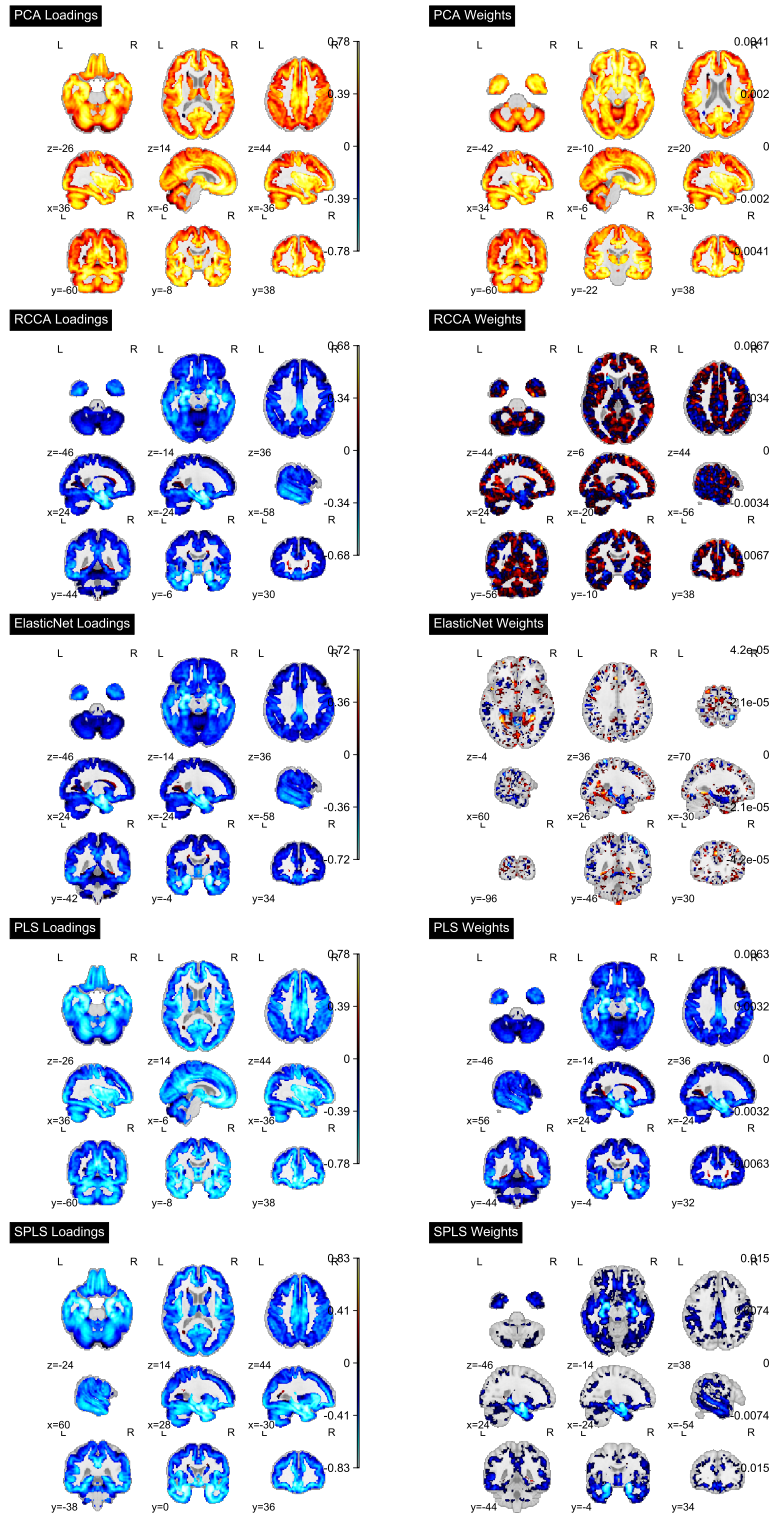 PCA Loadings
L R
0.78
0.39
z=-26 z=14 z=44
0
-0.39
x=36 x=-6 x=-36
L R
-0.78
y=-60 y=-8 y=38
PCA Weights
L R
0.0041
0.002
z=-42 z=-10 z=20
0
-0.002
x=34 x=-6 x=-36
L R
-0.0041
y=-60 y=-22 y=38
RCCA Loadings
L R
0.68
0.34
z=-46 z=-14 z=36
0
-0.34
x=24 x=-24 x=-58
L R
-0.68
y=-44 y=-6 y=30
RCCA Weights
L R
0.0067
0.0034
z=-44 z=6 z=44
0
-0.0034
x=24 x=-20 x=-56
L R
0.0067
y=-56 y=-10 y=38
ElasticNet Loadings
L R
0.72
0.36
z=-46 z=-14 z=36
0
-0.36
x=24 x=-24 x=-58
L R
-0.72
y=-42 y=-4 y=34
ElasticNet Weights
L R
4.2e-05
2.1e-05
z=-4 z=36 z=70
0
-2.1e-05
x=60 x=26 x=-30
L R
-4.2e-05
y=-96 y=-46 y=30
PLS Loadings
L R
0.78
0.39
z=-26 z=14 z=44
0
-0.39
x=36 x=-6 x=-36
L R
-0.78
y=-60 y=-8 y=38
PLS Weights
L R
0.0063
0.0032
z=-46 z=-14 z=36
0
-0.0032
x=56 x=24 x=-24
L R
-0.0063
y=-44 y=-4 y=32
SPLS Loadings
L R
0.83
0.41
z=-24 z=14 z=44
0
-0.41
x=60 x=28 x=-30
L R
-0.83
y=-38 y=0 y=36
SPLS Weights
L R
0.015
0.0074
z=-46 z=-14 z=38
0
-0.0074
x=24 x=-24 x=-54
L R
-0.015
y=-44 y=-4 y=34